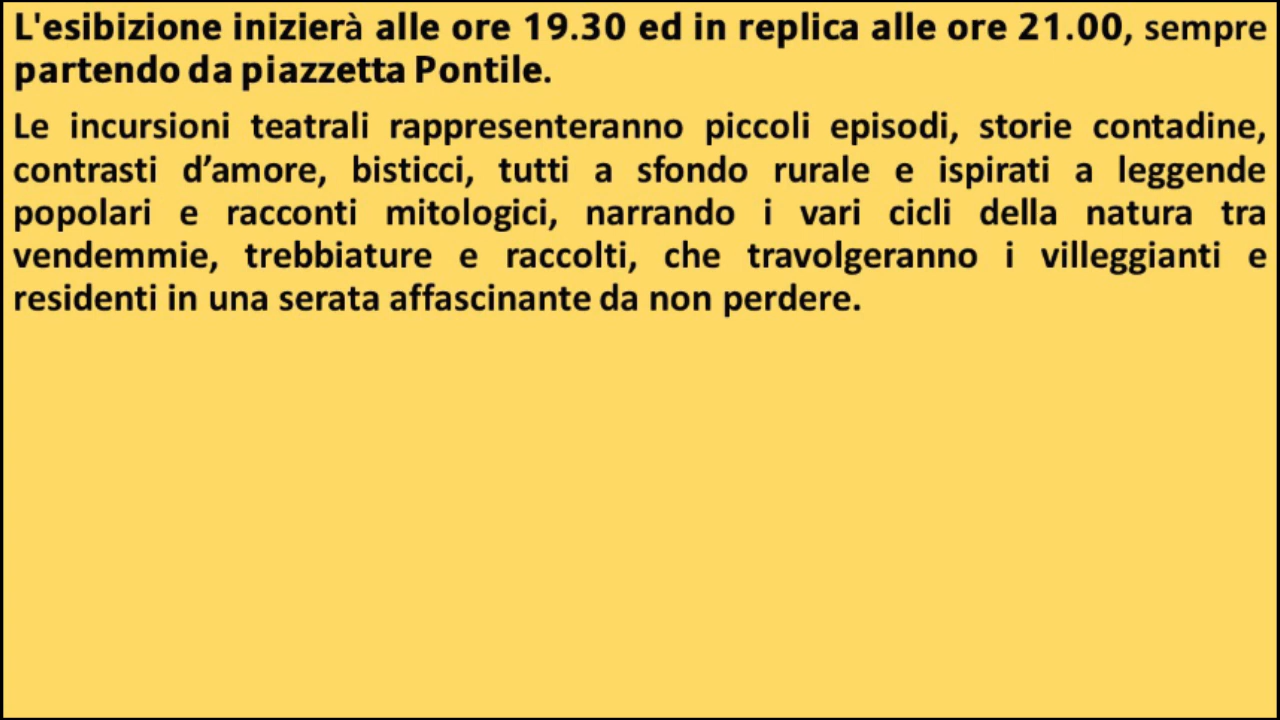 L'esibizione inizierà alle ore 19.30 ed in replica alle ore 21.00, sempre
partendo da piazzetta Pontile.
Le incursioni teatrali rappresenteranno piccoli episodi, storie contadine,
contrasti d’amore, bisticci, tutti a sfondo rurale e ispirati a leggende
popolari e racconti mitologici, narrando i vari cicli della natura tra
vendemmie, trebbiature e raccolti, che travolgeranno i villeggianti e
residenti in una serata affascinante da non perdere.